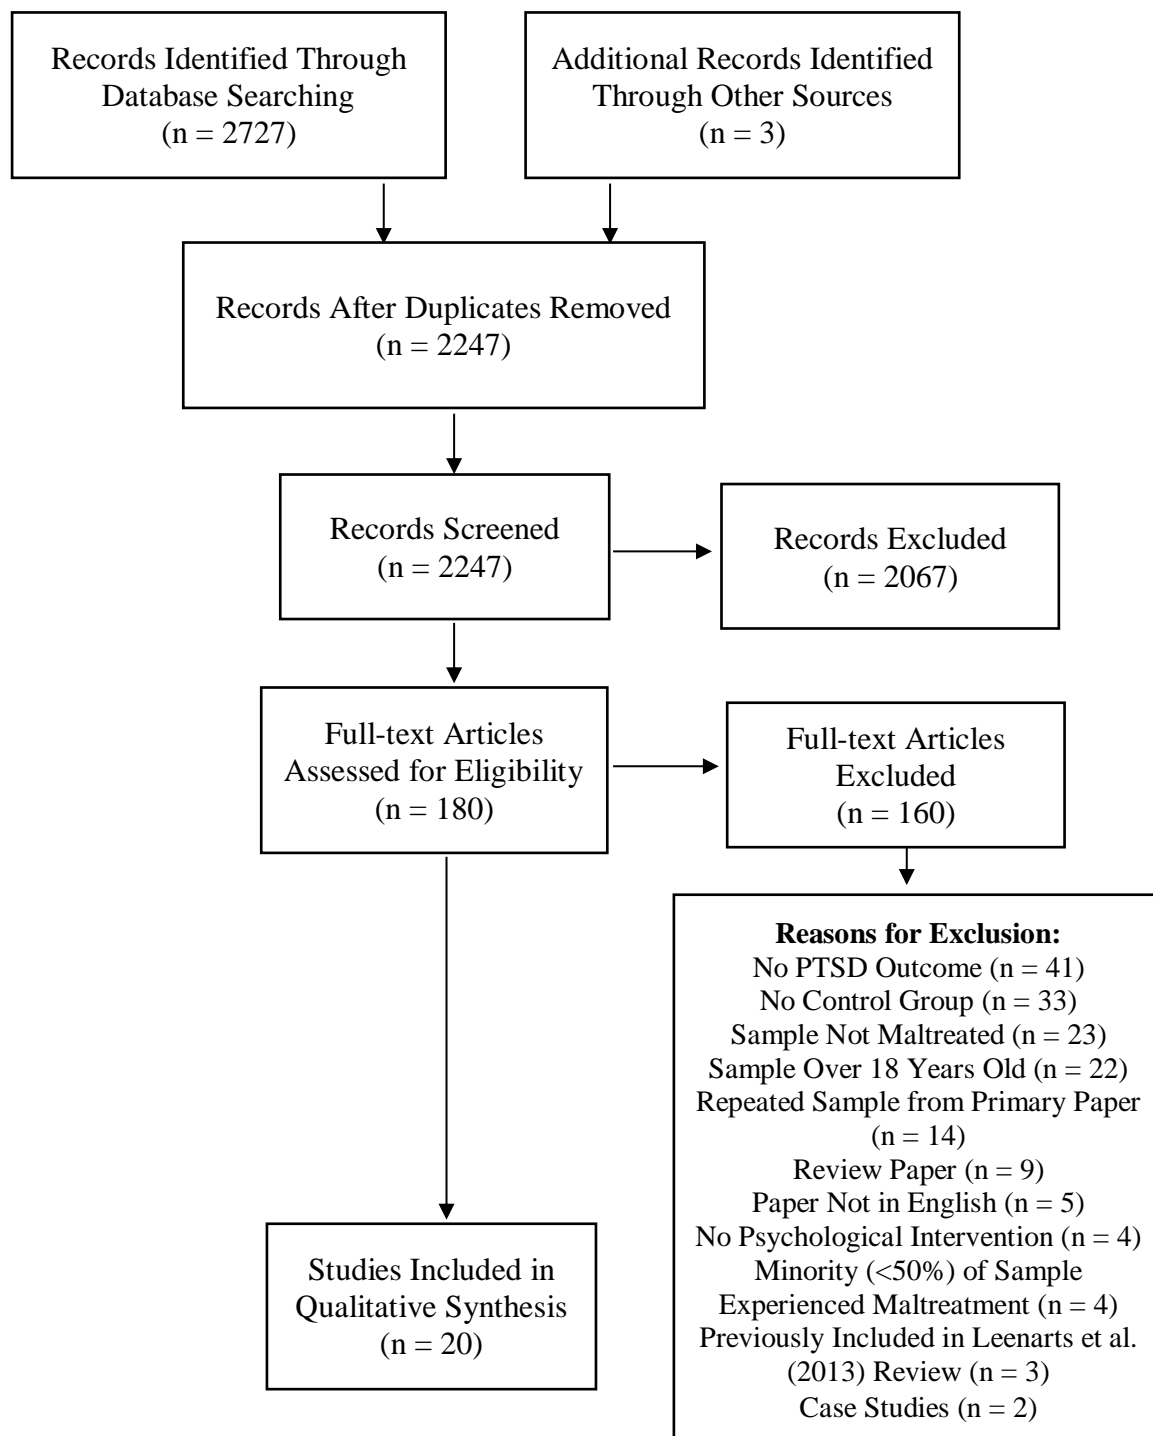 Records Identified Through
Database Searching
(n = 2727)
Additional Records Identified
Through Other Sources
(n = 3)
Records After Duplicates Removed
(n = 2247)
Records Screened
(n = 2247)
Records Excluded
(n = 2067)
Full-text Articles
Assessed for Eligibility
(n = 180)
Full-text Articles
Excluded
(n = 160)
Reasons for Exclusion:
No PTSD Outcome (n = 41)
No Control Group (n = 33)
Sample Not Maltreated (n = 23)
Sample Over 18 Years Old (n = 22)
Repeated Sample from Primary Paper
(n = 14)
Review Paper (n = 9)
Paper Not in English (n = 5)
No Psychological Intervention (n = 4)
Minority (<50%) of Sample
Experienced Maltreatment (n = 4)
Previously Included in Leenarts et al.
(2013) Review (n = 3)
Case Studies (n = 2)
Studies Included in
Qualitative Synthesis
(n = 20)